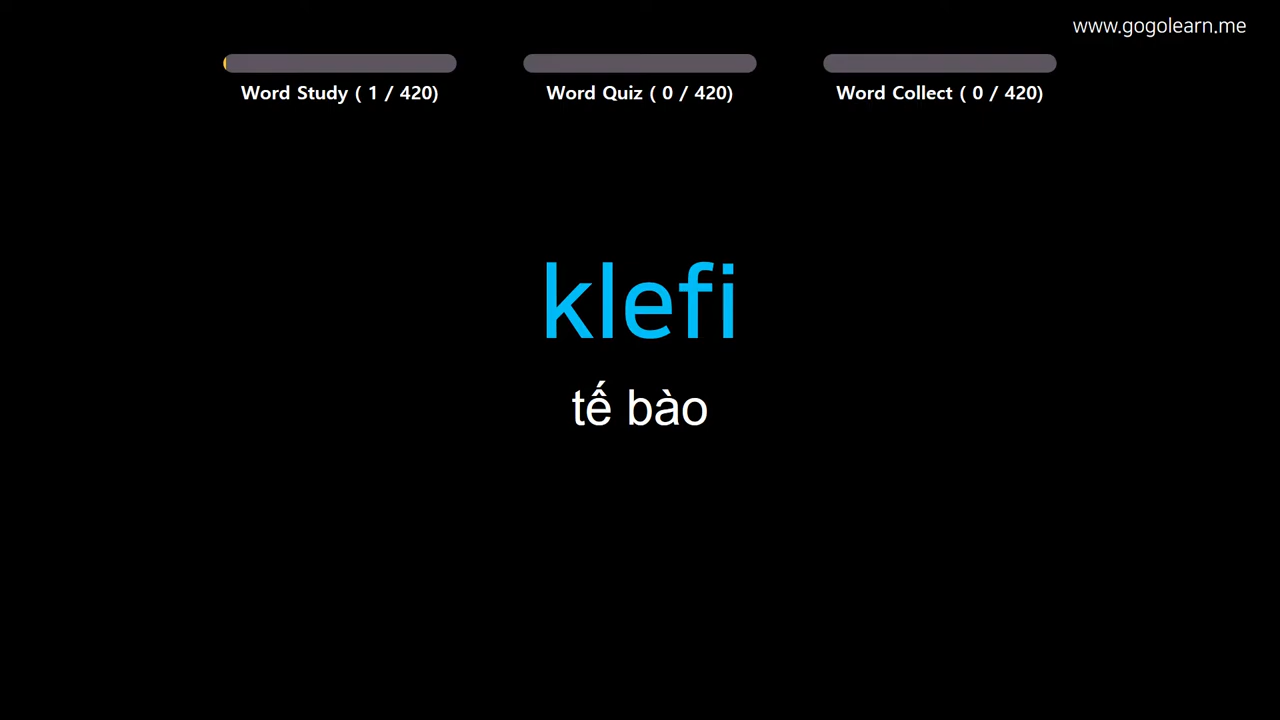 www.gogolearn.me
Word Study ( 1 / 420)
Word Quiz ( 0 / 420)
Word Collect ( 0 / 420)
klefi
tế bào